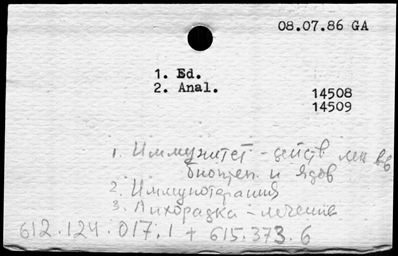 08.07.86 GA
1. Ed.
2. Anal.
14508
14509
1. Иммунитет - действ лек вв
биопреп. и ядов
2. Иммунотерапия
3. Лихорадка - лечение
612.124.017.1 + 615.373.6